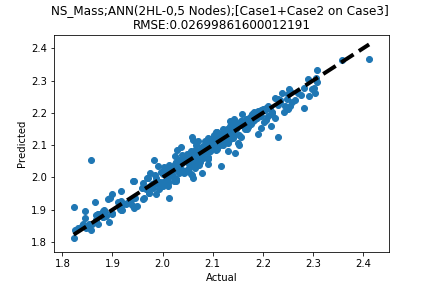 NS_Mass;ANN(2HL-0,5 Nodes);[Case1+Case2 on Case3]
RMSE:0.02699861600012191
2.4
2.3
2.2
2.1
2.0
1.9
1.8
Predicted
1.8 1.9 2.0 2.1 2.2 2.3 2.4
Actual